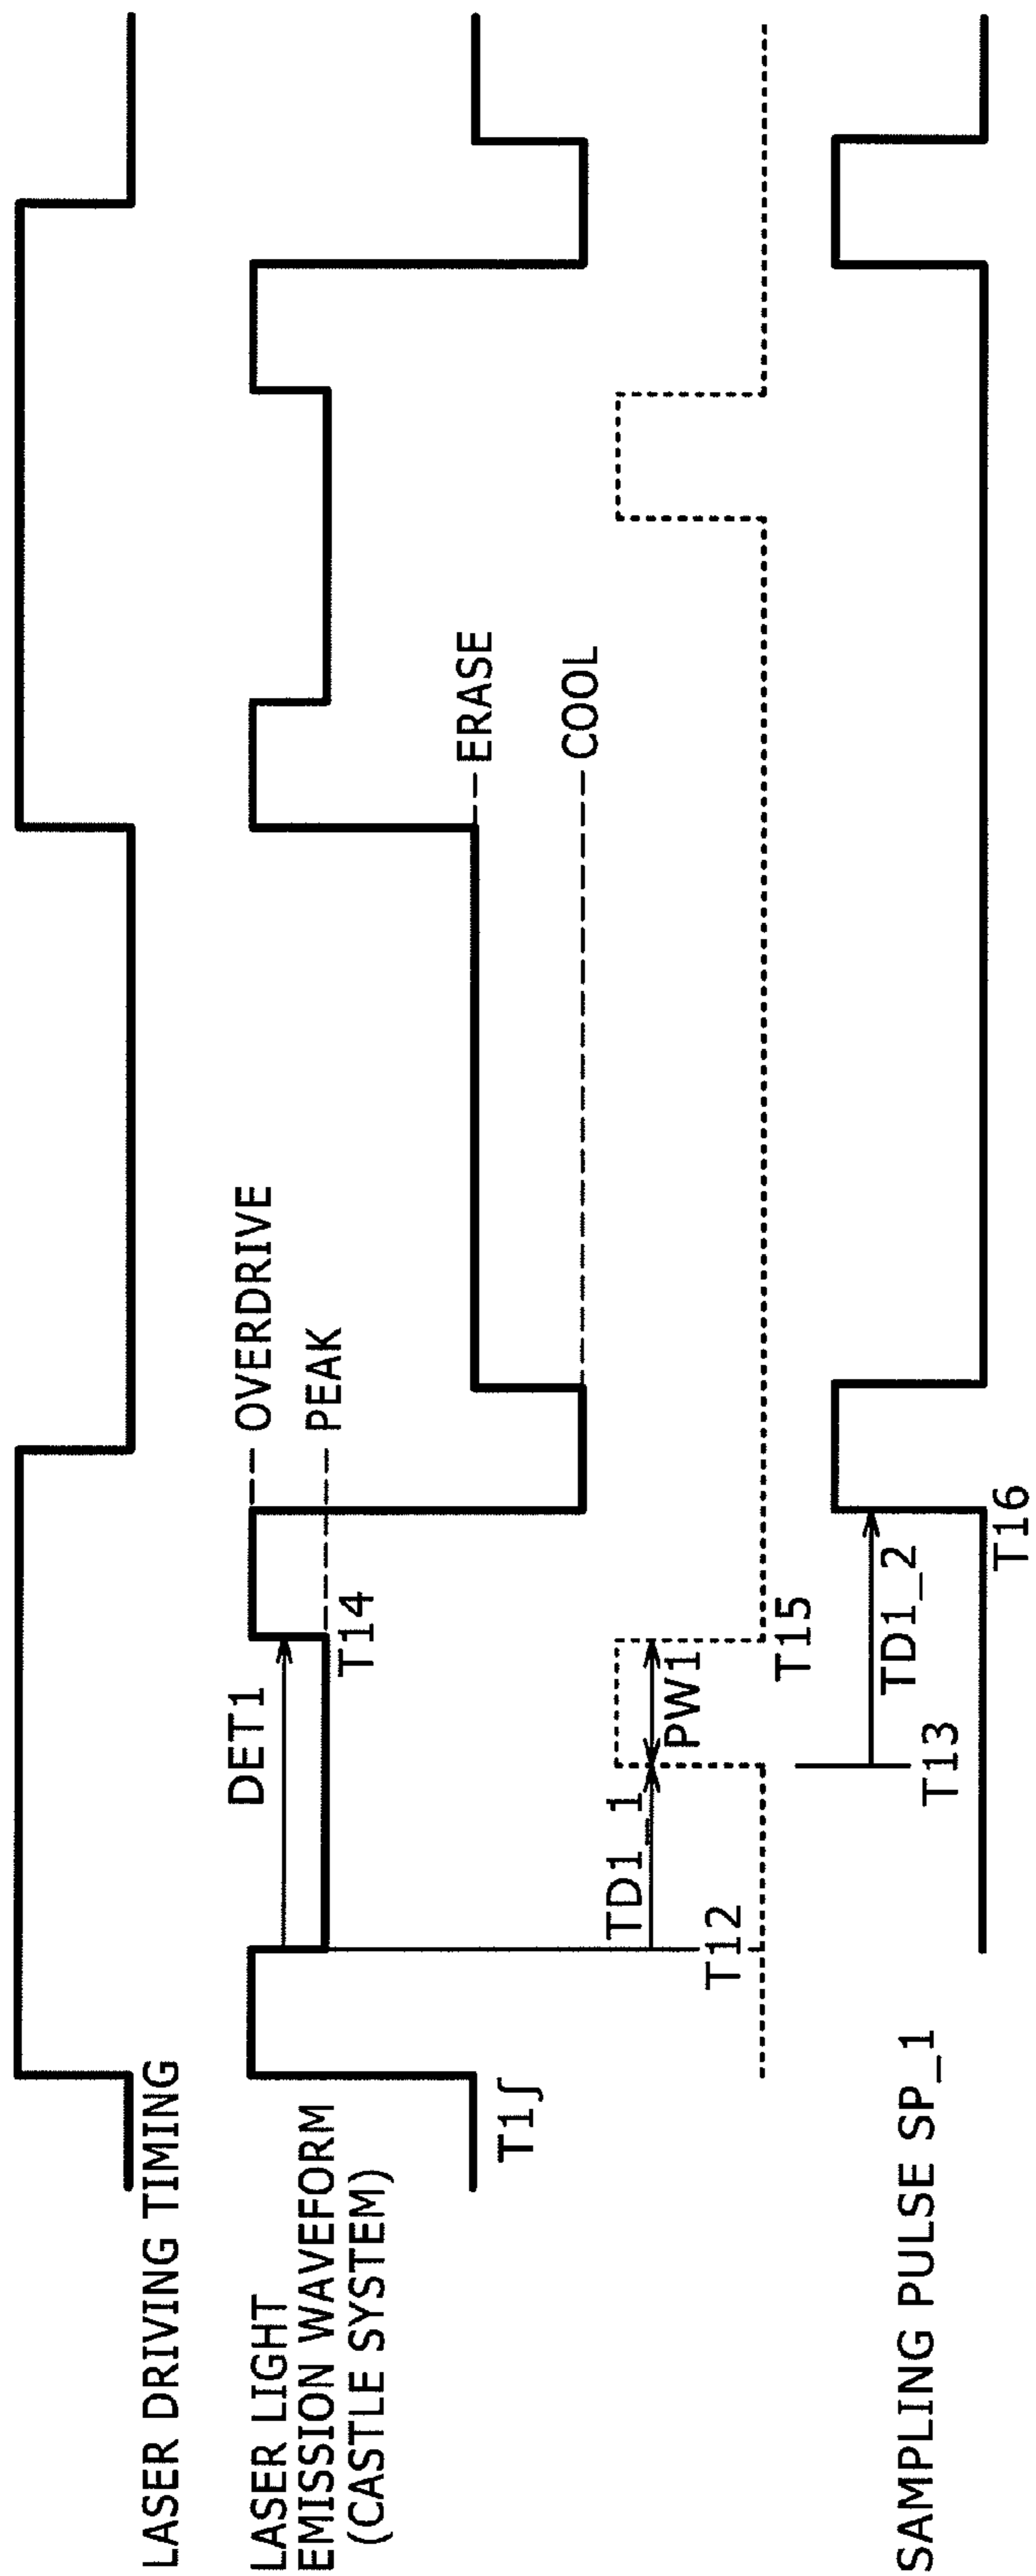 LASER DRIVING TIMING
LASER LIGHT
EMISSION WAVEFORM
(CASTLE SYSTEM)
DET1
OVERDRIVE
PEAK
T14
ERASE
COOL
T1∫
TD1_1
PW1
T12
T15
TD1_2
T13
SAMPLING PULSE SP_1
T16